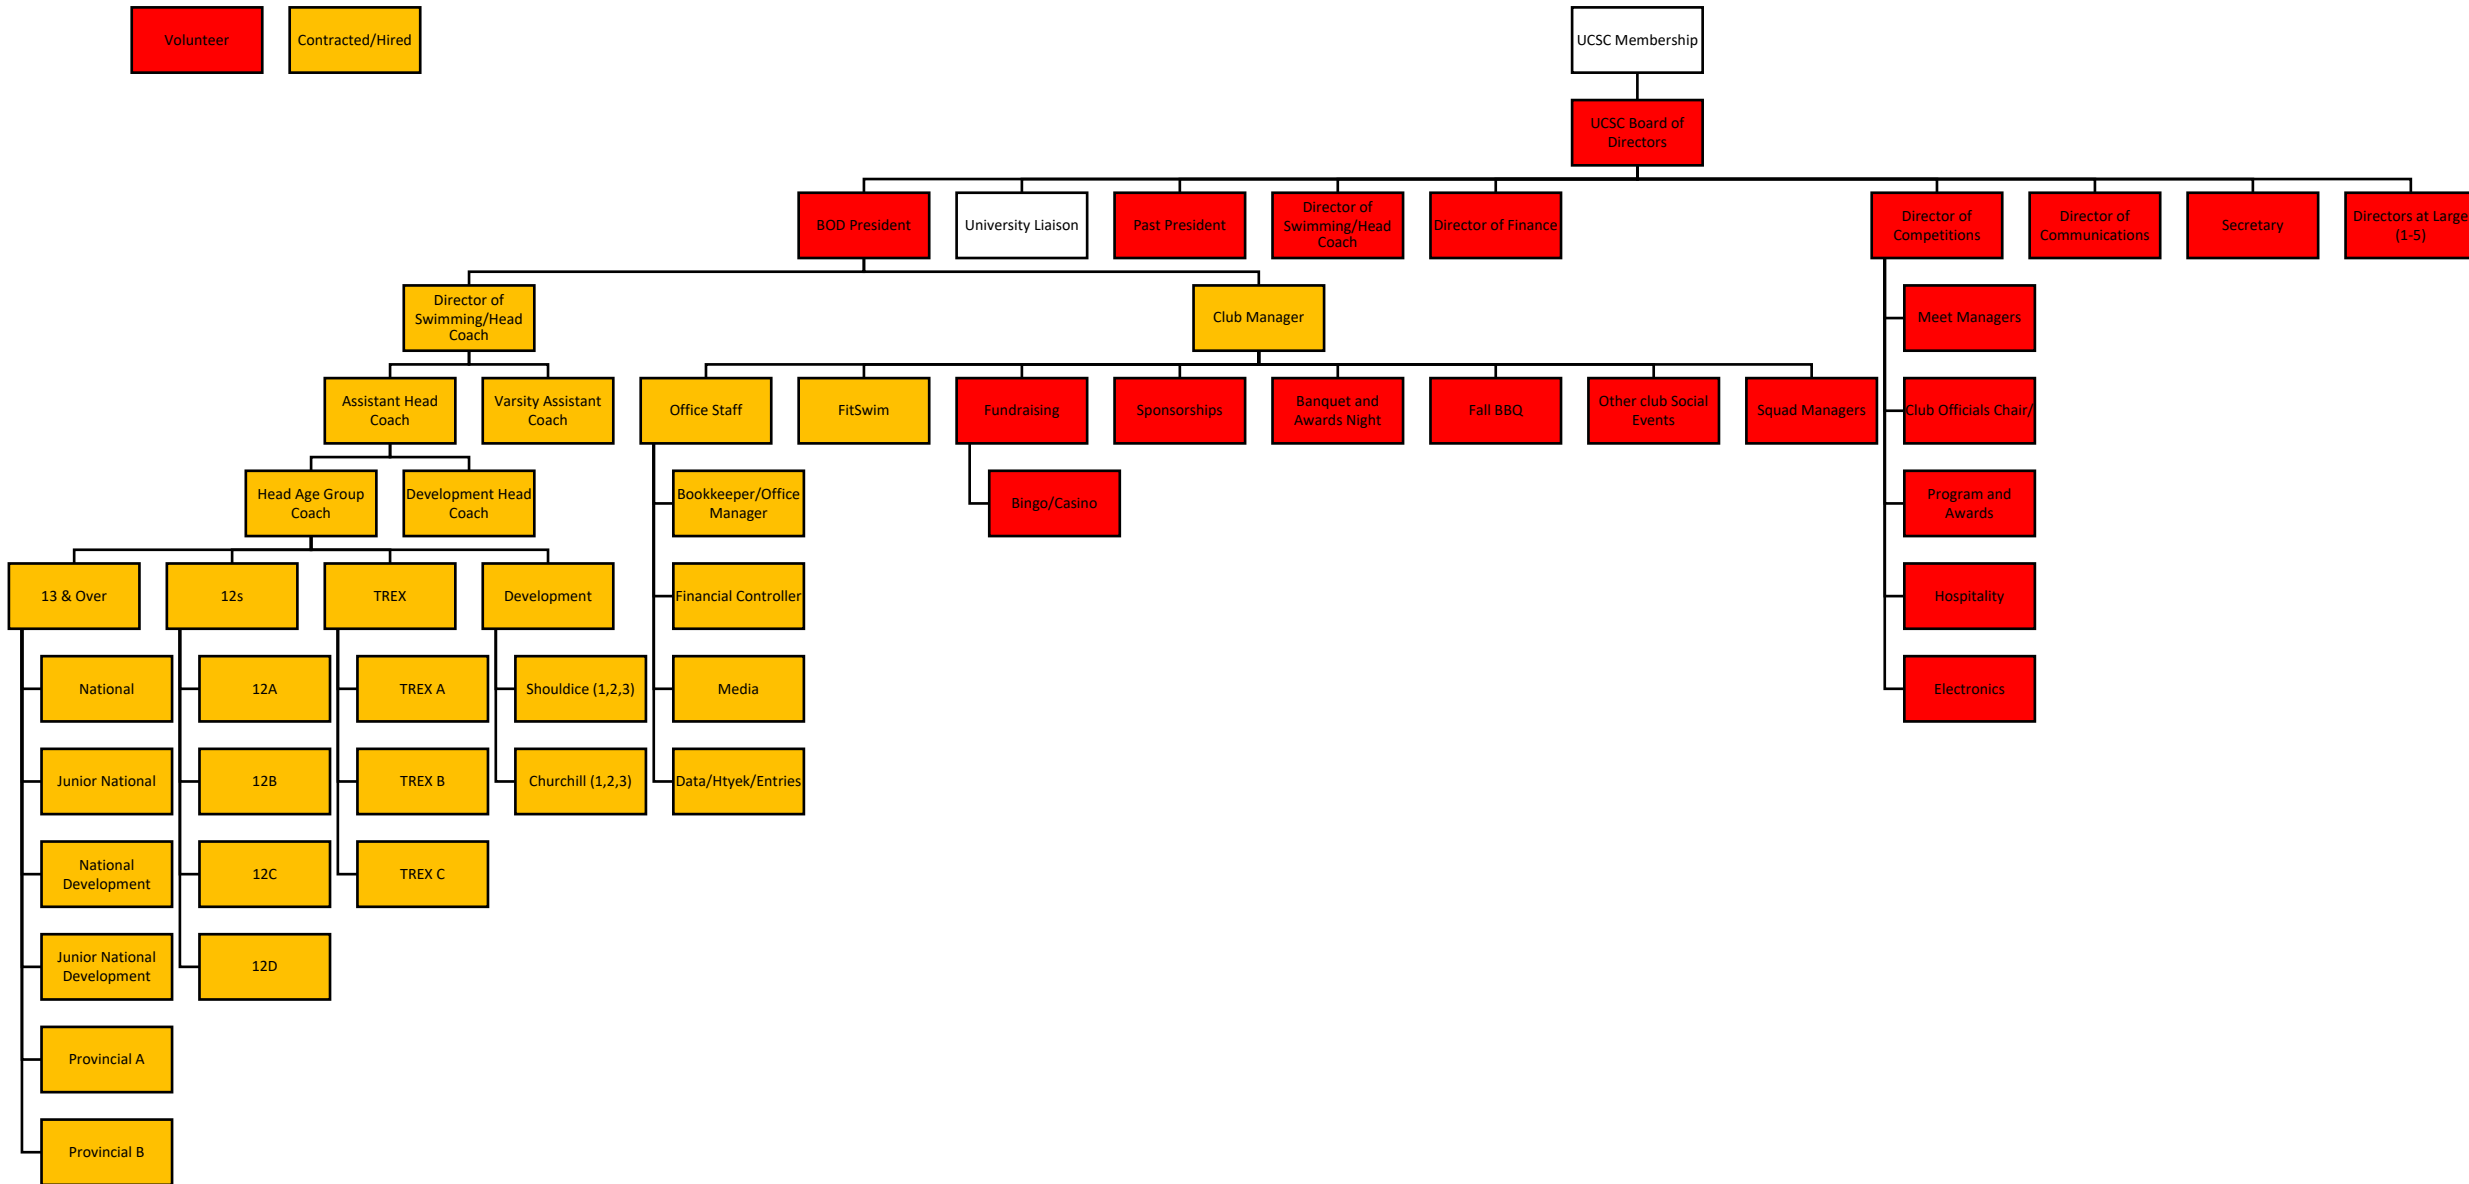 Volunteer
Contracted/Hired
UCSC Membership
UCSC Board of
Directors
BOD President
University Liaison
Past President
Director of
Swimming/Head
Coach
Director of Finance
Director of
Competitions
Director of
Communications
Secretary
Directors at Large
(1-5)
Director of
Swimming/Head
Coach
Club Manager
Meet Managers
Assistant Head
Coach
Varsity Assistant
Coach
Office Staff
FitSwim
Fundraising
Sponsorships
Banquet and
Awards Night
Fall BBQ
Other club Social
Events
Squad Managers
Club Officials Chair/
Head Age Group
Coach
Development Head
Coach
Bookkeeper/Office
Manager
Bingo/Casino
Program and
Awards
13 & Over
12s
TREX
Development
Financial Controller
Hospitality
National
12A
TREX A
Shouldice (1,2,3)
Media
Electronics
Junior National
12B
TREX B
Churchill (1,2,3)
Data/Htyek/Entries
National
Development
12C
TREX C
Junior National
Development
12D
Provincial A
Provincial B